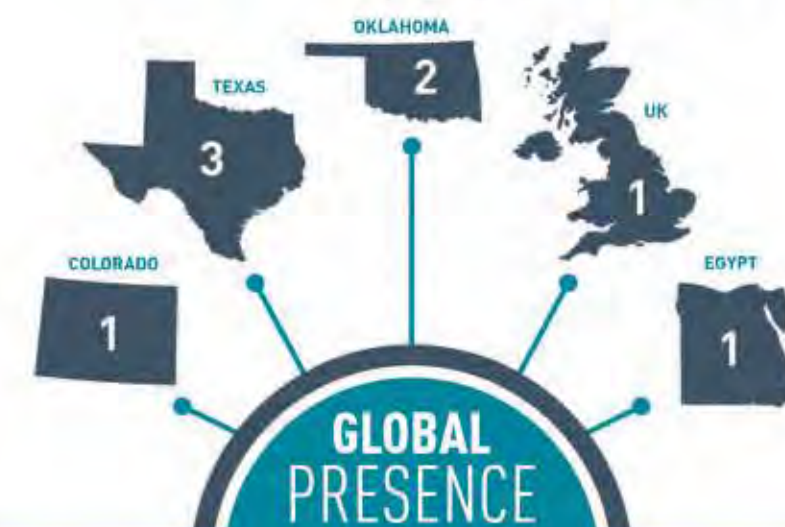 OKLAHOMA
2
TEXAS
3
UK
1
COLORADO
1
EGYPT
1
GLOBAL
PRESENCE